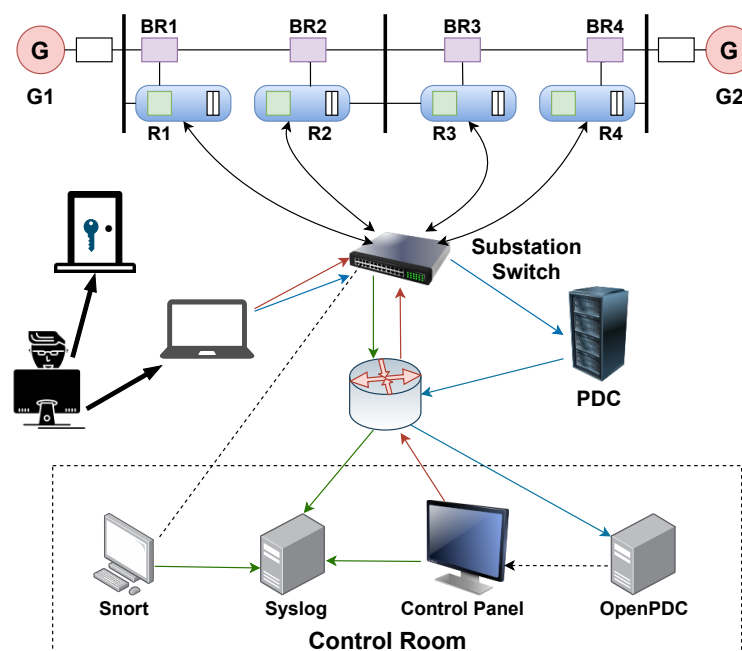 BR1
BR2
BR3
BR4
G
G
G1
G2
R1
R2
R3
R4
Substation
Switch
PDC
Snort
Syslog
Control Panel
OpenPDC
Control Room